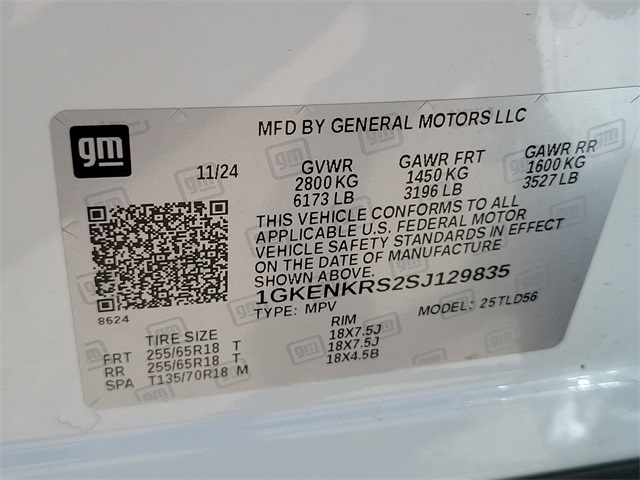 gm
MFD BY GENERAL MOTORS LLC
11/24
GVWR GAWR FRT GAWR RR
2800 KG 1450 KG 1600 KG
6173 LB 3196 LB 3527 LB
THIS VEHICLE CONFORMS TO ALL
APPLICABLE U.S. FEDERAL MOTOR
VEHICLE SAFETY STANDARDS IN EFFECT
ON THE DATE OF MANUFACTURE
SHOWN ABOVE.
1GKENKRS2SJ129835
8624
TYPE: MPV MODEL: 25TLD56
TIRE SIZE RIM
FRT 255/65R18 T 18X7.5J
RR 255/65R18 T 18X7.5J
SPA T135/70R18 M 18X4.5B